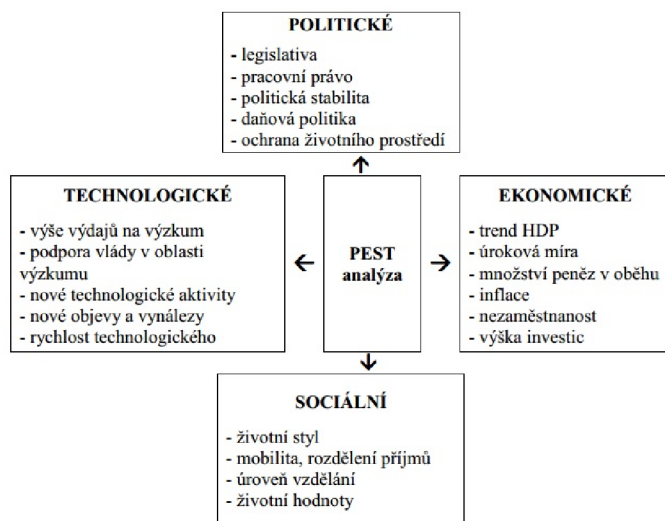 POLITICKÉ
- legislativa
- pracovní právo
- politická stabilita
- daňová politika
- ochrana životního prostředí
TECHNOLOGICKÉ
- výše výdajů na výzkum
- podpora vlády v oblasti
výzkumu
- nové technologické aktivity
- nové objevy a vynálezy
- rychlost technologického
PEST
analýza
EKONOMICKÉ
- trend HDP
- úroková míra
- množství peněz v oběhu
- inflace
- nezaměstnanost
- výška investic
SOCIÁLNÍ
- životní styl
- mobilita, rozdělení příjmů
- úroveň vzdělání
- životní hodnoty